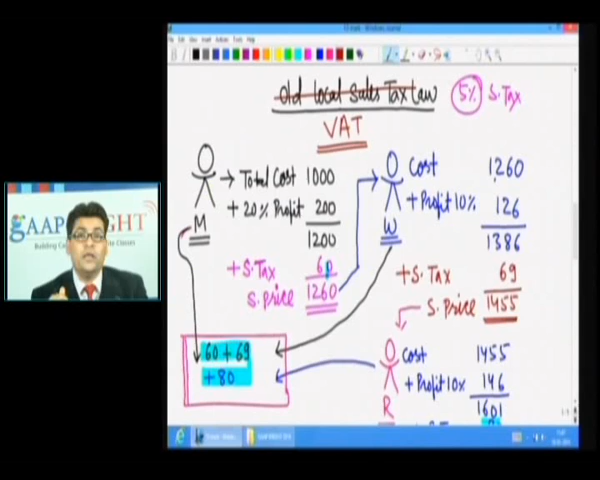 Old Local Sales Tax Law
5% S.Tax
VAT
→ Total Cost 1000
+ 20% Profit 200
1200
+ S.Tax 60
S.Price 1260
M
Cost 1260
+ Profit 10% 126
1386
W
+ S.Tax 69
S.Price 1455
60 + 69
+ 80
Cost 1455
+ Profit 10% 146
1601
R